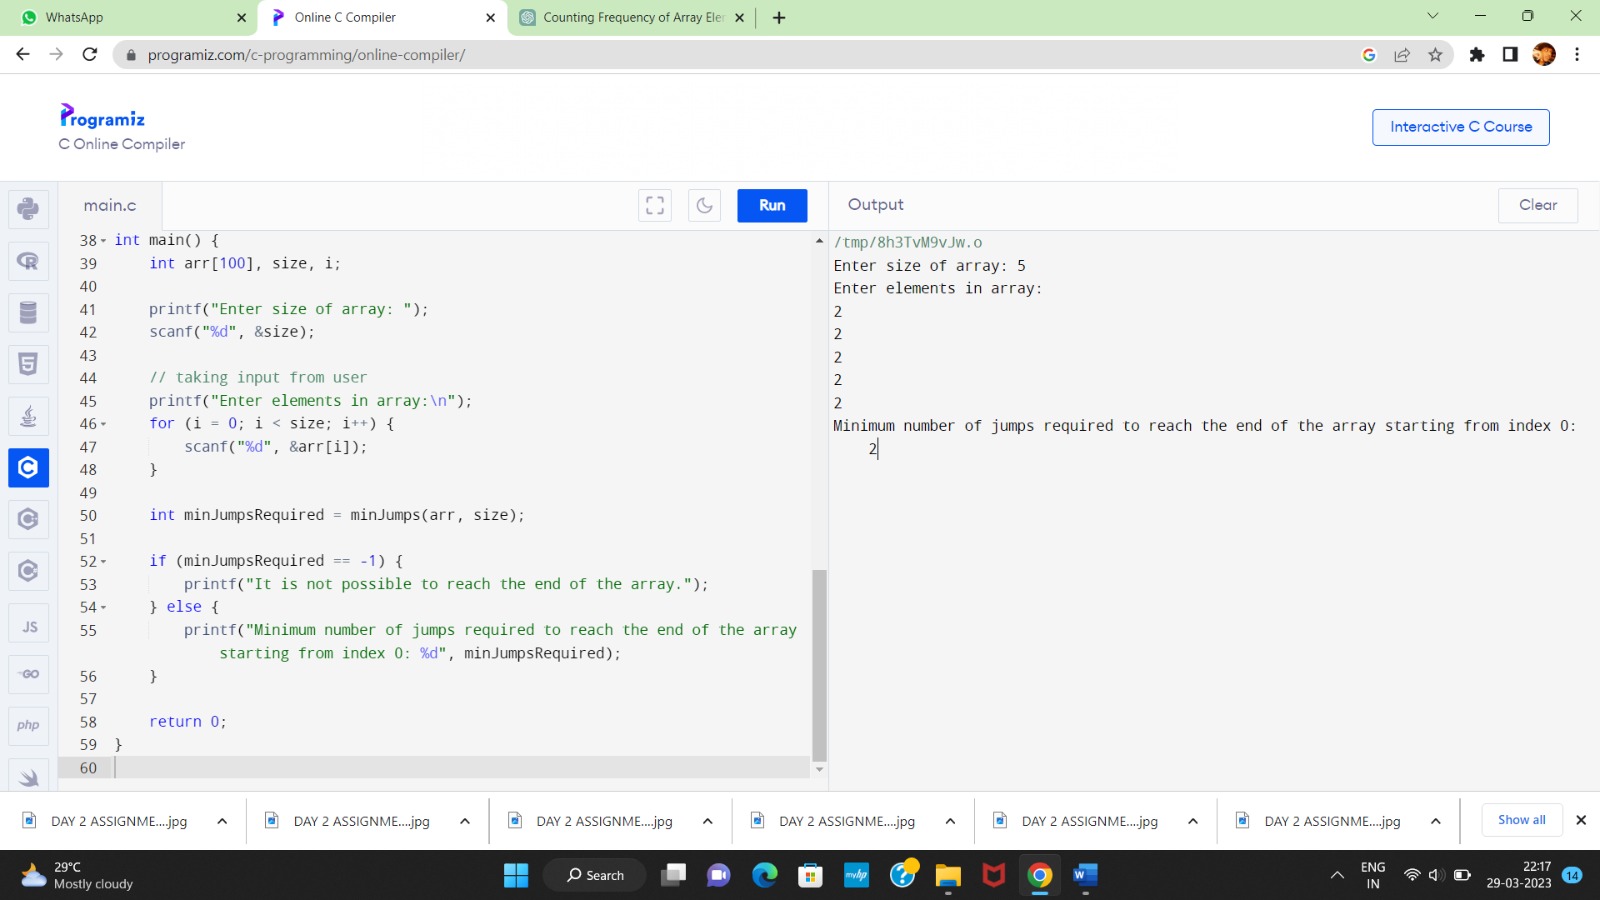 WhatsApp
Online C Compiler
Counting Frequency of Array Ele
programiz.com/c-programming/online-compiler/
Programiz
C Online Compiler
Interactive C Course
main.c
Run
Output
Clear
38 int main() {
39 int arr[100], size, i;
40
41 printf("Enter size of array: ");
42 scanf("%d", &size);
43
44 // taking input from user
45 printf("Enter elements in array:\n");
46 for (i = 0; i < size; i++) {
47 scanf("%d", &arr[i]);
48 }
49
50 int minJumpsRequired = minJumps(arr, size);
51
52 if (minJumpsRequired == -1) {
53 printf("It is not possible to reach the end of the array.");
54 } else {
55 printf("Minimum number of jumps required to reach the end of the array
starting from index 0: %d", minJumpsRequired);
56 }
57
58 return 0;
59 }
60
/tmp/8h3TvM9vJw.o
Enter size of array: 5
Enter elements in array:
2
2
2
2
2
Minimum number of jumps required to reach the end of the array starting from index 0:
2
JS
GO
php
DAY 2 ASSIGNME....jpg
DAY 2 ASSIGNME....jpg
DAY 2 ASSIGNME....jpg
DAY 2 ASSIGNME....jpg
DAY 2 ASSIGNME....jpg
DAY 2 ASSIGNME....jpg
Show all
29°C
Mostly cloudy
Search
myhp
ENG
IN
22:17
29-03-2023
14